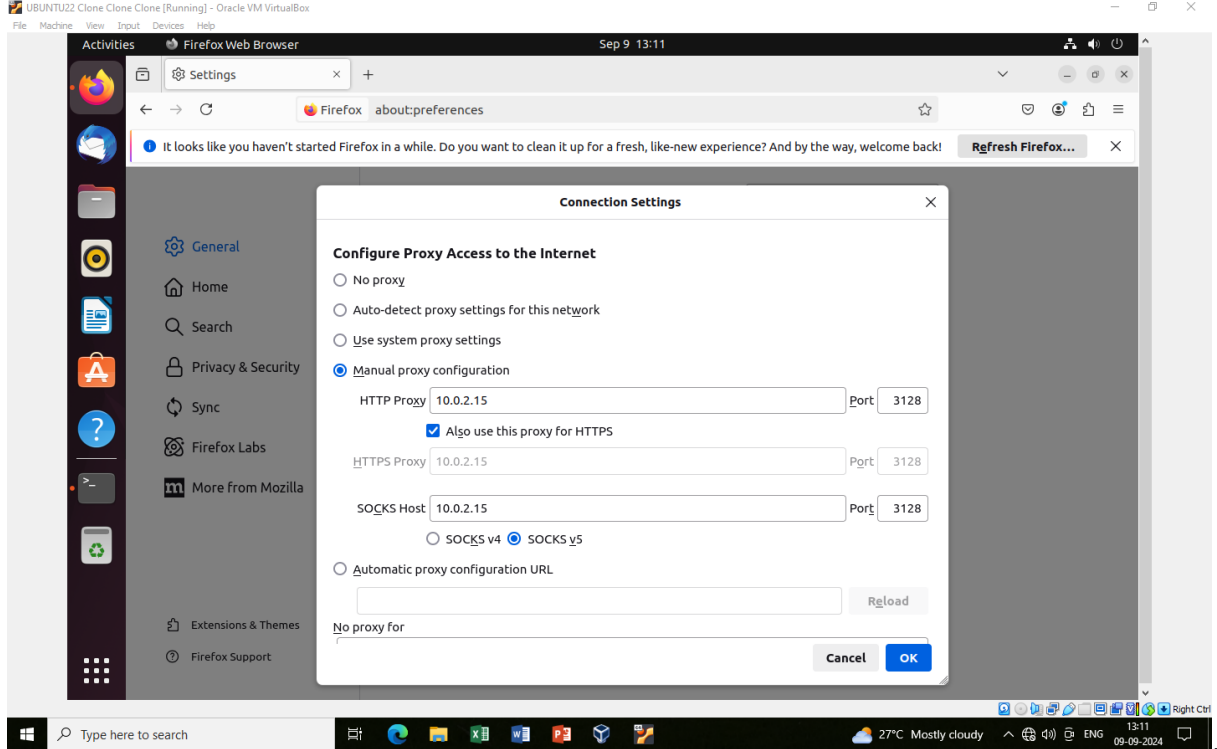 UBUNTU22 Clone Clone Clone [Running] - Oracle VM VirtualBox
File Machine View Input Devices Help
Activities Firefox Web Browser Sep 9 13:11
Settings
Firefox about:preferences
It looks like you haven't started Firefox in a while. Do you want to clean it up for a fresh, like-new experience? And by the way, welcome back! Refresh Firefox...
Connection Settings
General
Home
Search
Privacy & Security
Sync
Firefox Labs
More from Mozilla
Extensions & Themes
Firefox Support
Configure Proxy Access to the Internet
No proxy
Auto-detect proxy settings for this network
Use system proxy settings
Manual proxy configuration
HTTP Proxy 10.0.2.15 Port 3128
Also use this proxy for HTTPS
HTTPS Proxy 10.0.2.15 Port 3128
SOCKS Host 10.0.2.15 Port 3128
SOCKS v4 SOCKS v5
Automatic proxy configuration URL
Reload
No proxy for
Cancel OK
Right Ctrl
Type here to search 27°C Mostly cloudy ENG 13:11
09-09-2024